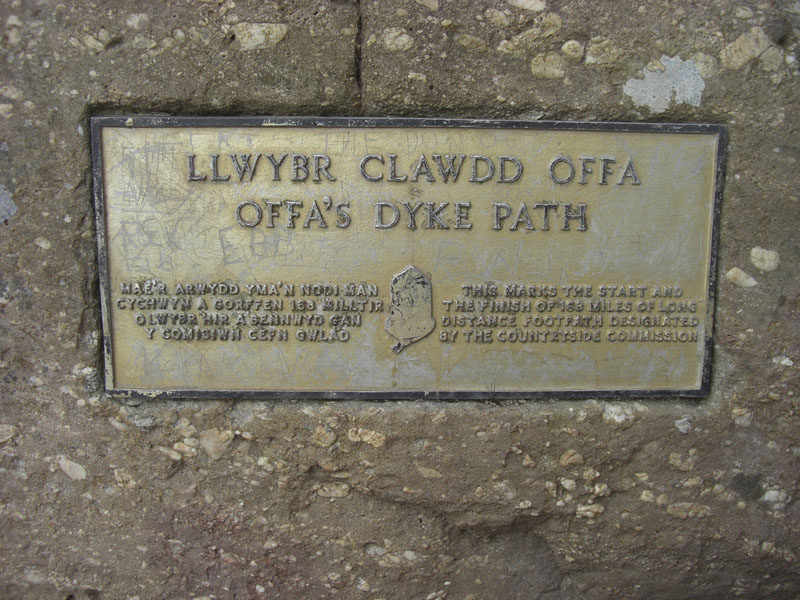 LLWYBR CLAWDD OFFA
OFFA'S DYKE PATH
MAE'R ARWYDD YMA'N NODI MAN
CYCHWYN A GORFFEN 168 MILLTIR
O LWYBR HIR A BENNWYD GAN
Y COMISIWN CEFN GWLAD
THIS MARKS THE START AND
THE FINISH OF 168 MILES OF LONG
DISTANCE FOOTPATH DESIGNATED
BY THE COUNTRYSIDE COMMISSION